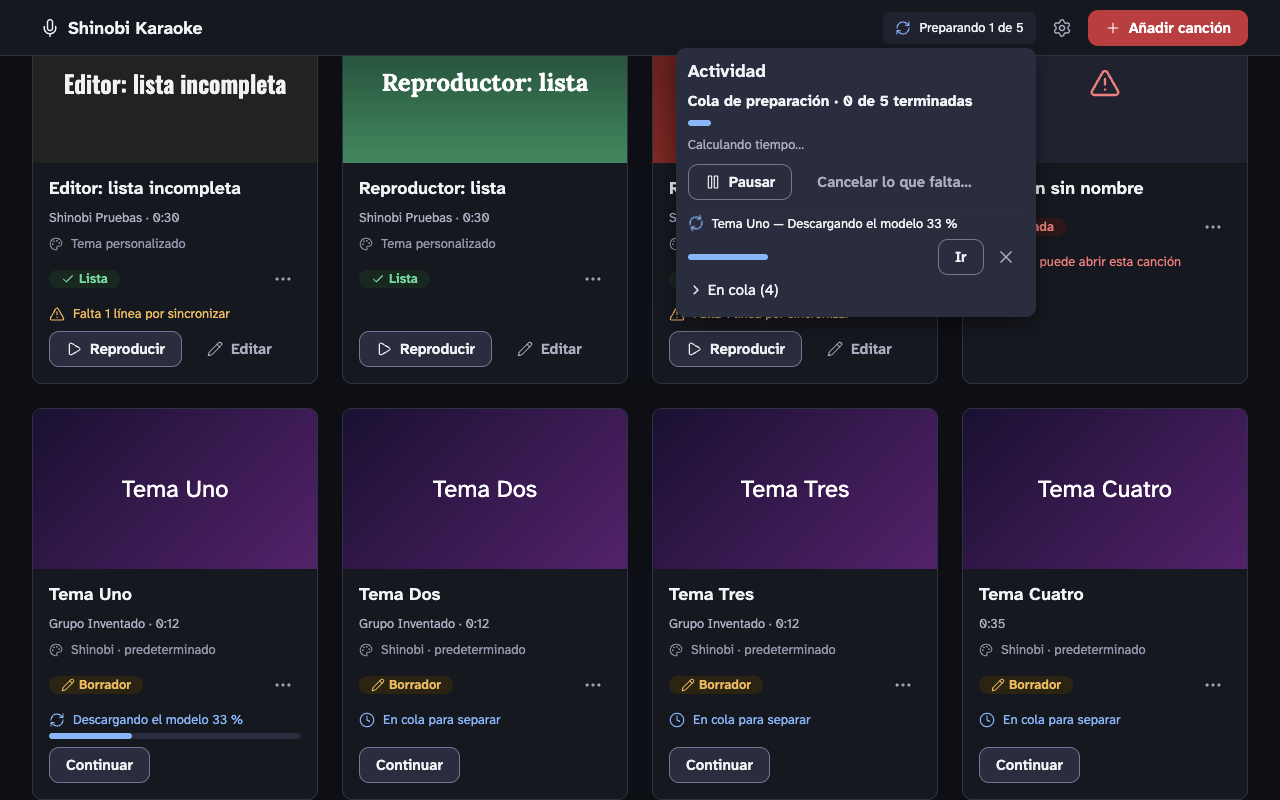 Shinobi Karaoke
Preparando 1 de 5
Añadir canción
Editor: lista incompleta
Reproductor: lista
Actividad
Cola de preparación · 0 de 5 terminadas
Calculando tiempo...
Pausar
Cancelar lo que falta...
Tema Uno — Descargando el modelo 33 %
Ir
En cola (4)
Editor: lista incompleta
Shinobi Pruebas · 0:30
Tema personalizado
Lista
Falta 1 línea por sincronizar
Reproducir
Editar
Reproductor: lista
Shinobi Pruebas · 0:30
Tema personalizado
Lista
Reproducir
Editar
Reproducir
Editar
sin nombre
puede abrir esta canción
Tema Uno
Tema Dos
Tema Tres
Tema Cuatro
Tema Uno
Grupo Inventado · 0:12
Shinobi · predeterminado
Borrador
Descargando el modelo 33 %
Continuar
Tema Dos
Grupo Inventado · 0:12
Shinobi · predeterminado
Borrador
En cola para separar
Continuar
Tema Tres
Grupo Inventado · 0:12
Shinobi · predeterminado
Borrador
En cola para separar
Continuar
Tema Cuatro
0:35
Shinobi · predeterminado
Borrador
En cola para separar
Continuar